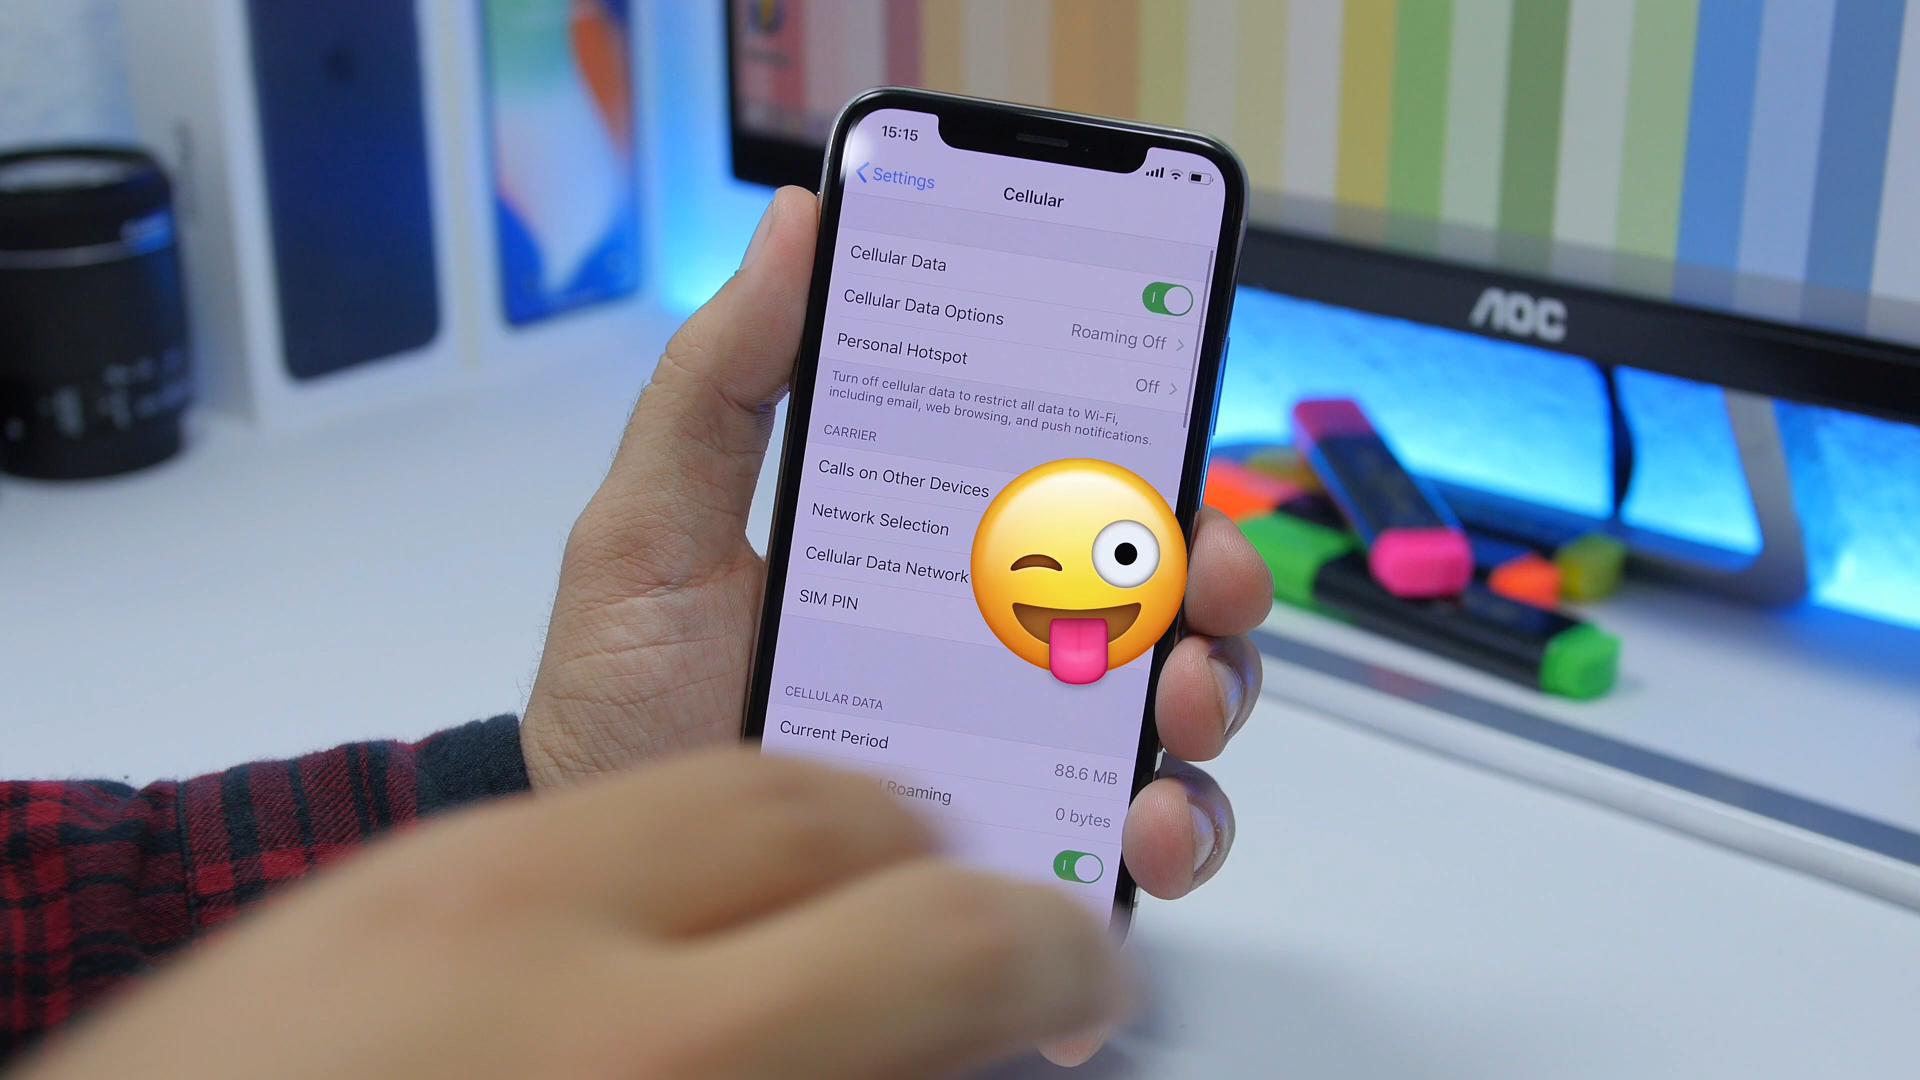 15:15
Settings
Cellular
Cellular Data
Cellular Data Options
Roaming Off
Personal Hotspot
Off
Turn off cellular data to restrict all data to Wi-Fi,
including email, web browsing, and push notifications.
CARRIER
Calls on Other Devices
Network Selection
Cellular Data Network
SIM PIN
CELLULAR DATA
Current Period
88.6 MB
Roaming
0 bytes
AOC